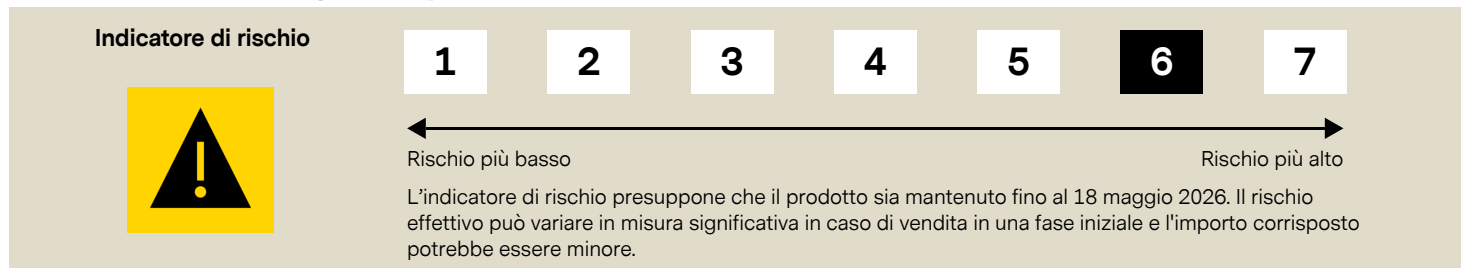 Indicatore di rischio
1 2 3 4 5 6 7
Rischio più basso
Rischio più alto
L'indicatore di rischio presuppone che il prodotto sia mantenuto fino al 18 maggio 2026. Il rischio
effettivo può variare in misura significativa in caso di vendita in una fase iniziale e l'importo corrisposto
potrebbe essere minore.